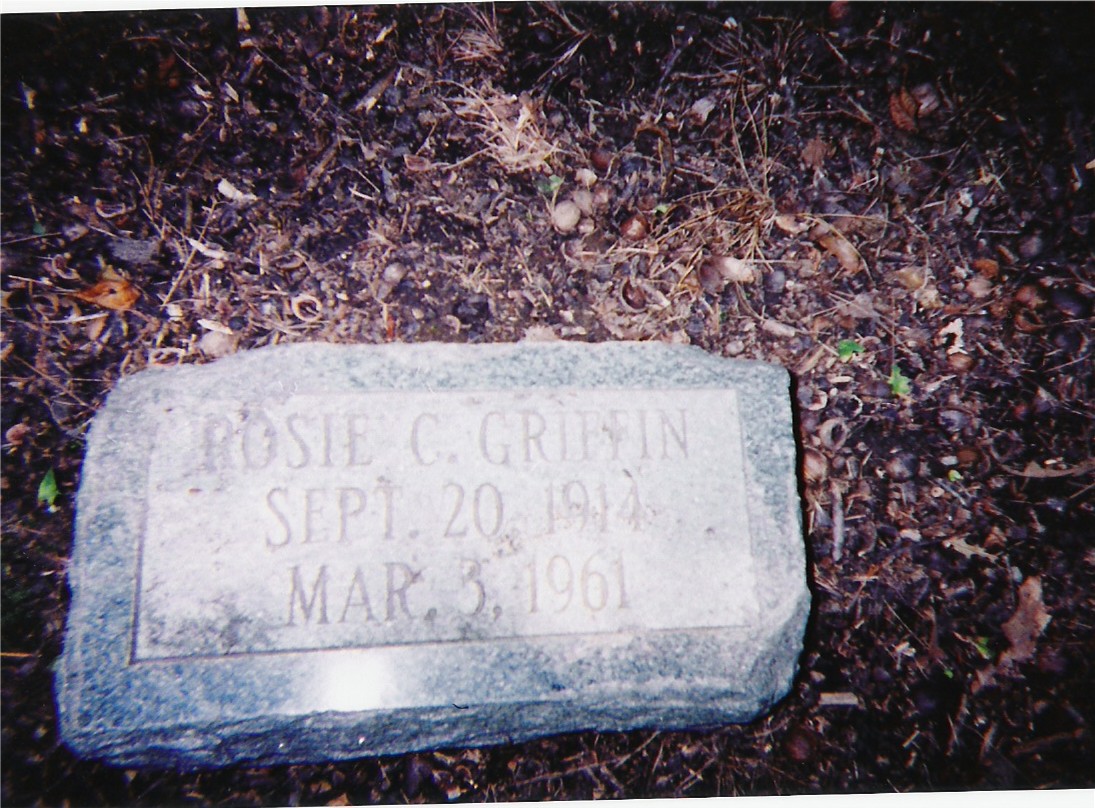 ROSIE C. GRIFFIN
SEPT. 20, 1914
MAR. 3, 1961